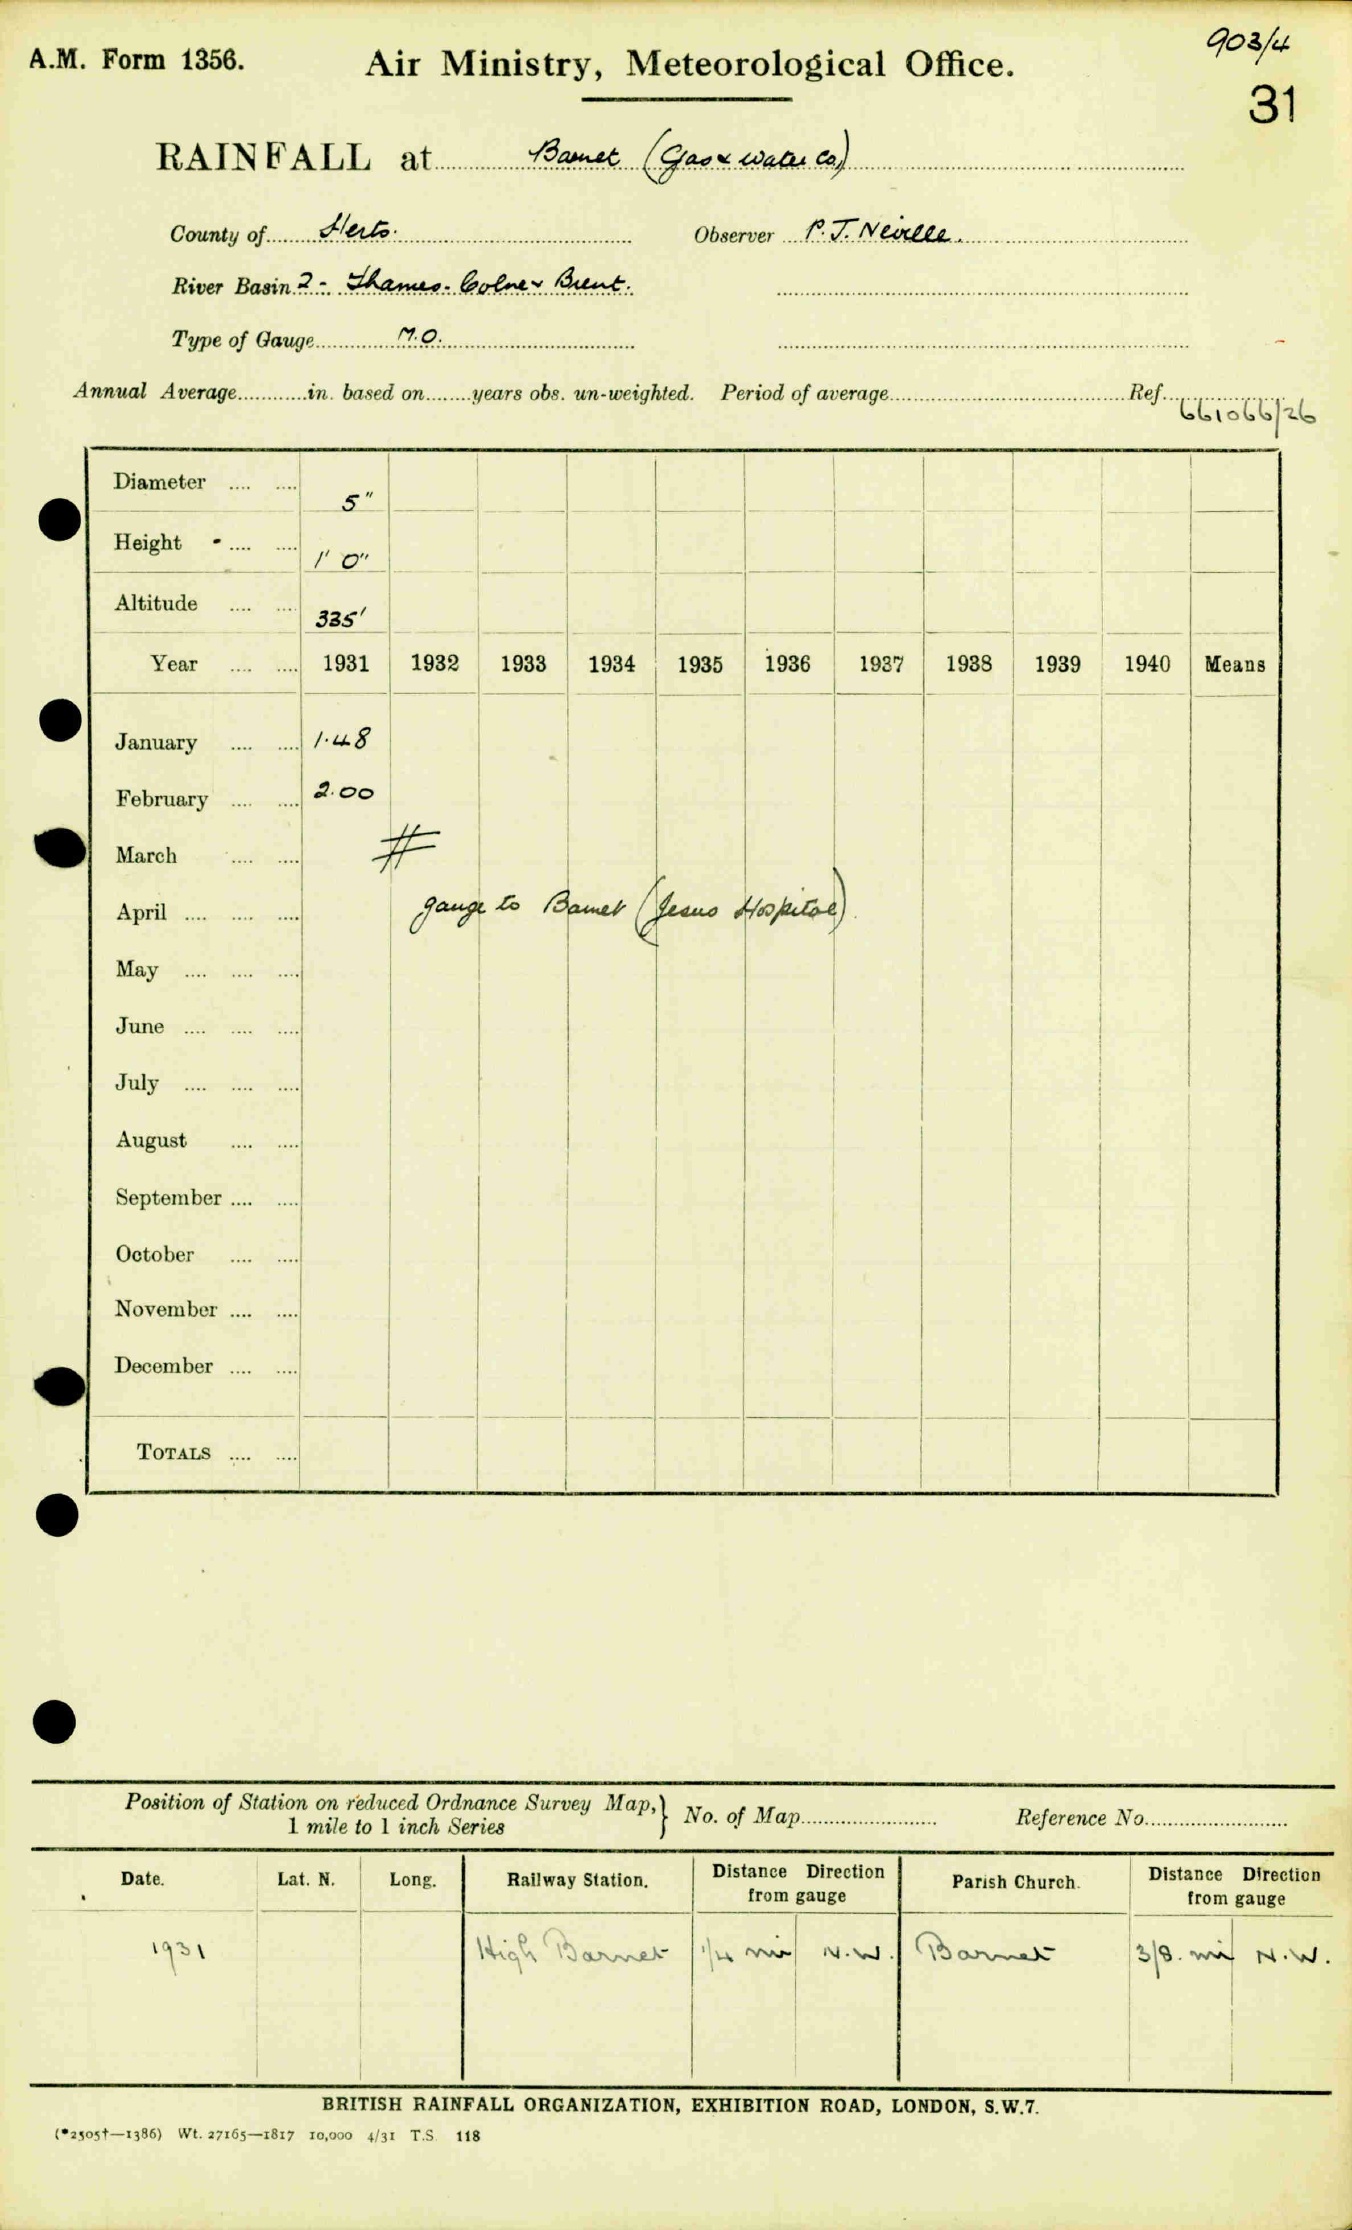 903/4
A.M. Form 1356. Air Ministry, Meteorological Office.
31
RAINFALL at Barnet (Gas & Water Co.)
County of Herts. Observer P. J. Neville.
River Basin 2 - Thames - Colne & Brent.
Type of Gauge M.O.
Annual Average in. based on years obs. un-weighted. Period of average Ref. 661066/26
Diameter 5"
Height 1' 0"
Altitude 335'
Year 1931 1932 1933 1934 1935 1936 1937 1938 1939 1940 Means
January 1.48
February 2.00
March #
April gauge to Barnet (Jesus Hospital)
May
June
July
August
September
October
November
December
TOTALS
Position of Station on reduced Ordnance Survey Map, } No. of Map Reference No.
1 mile to 1 inch Series
Date. Lat. N. Long. Railway Station. Distance Direction from gauge Parish Church. Distance Direction from gauge
1931 High Barnet 1/4 mi N.W. Barnet 3/8 mi N.W.
BRITISH RAINFALL ORGANIZATION, EXHIBITION ROAD, LONDON, S.W.7.
(*2505†—1386) Wt. 27165—1817 10,000 4/31 T.S. 118